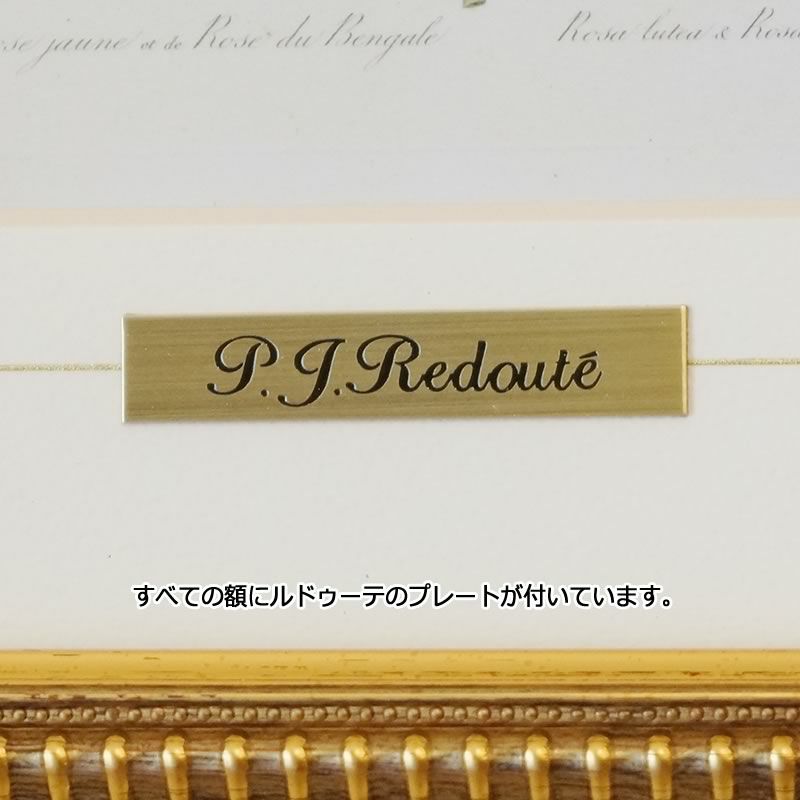 jaune et de Rose du Bengale
Rosa lutea & Rosa
P. J. Redouté
すべての額にルドゥーテのプレートが付いています。